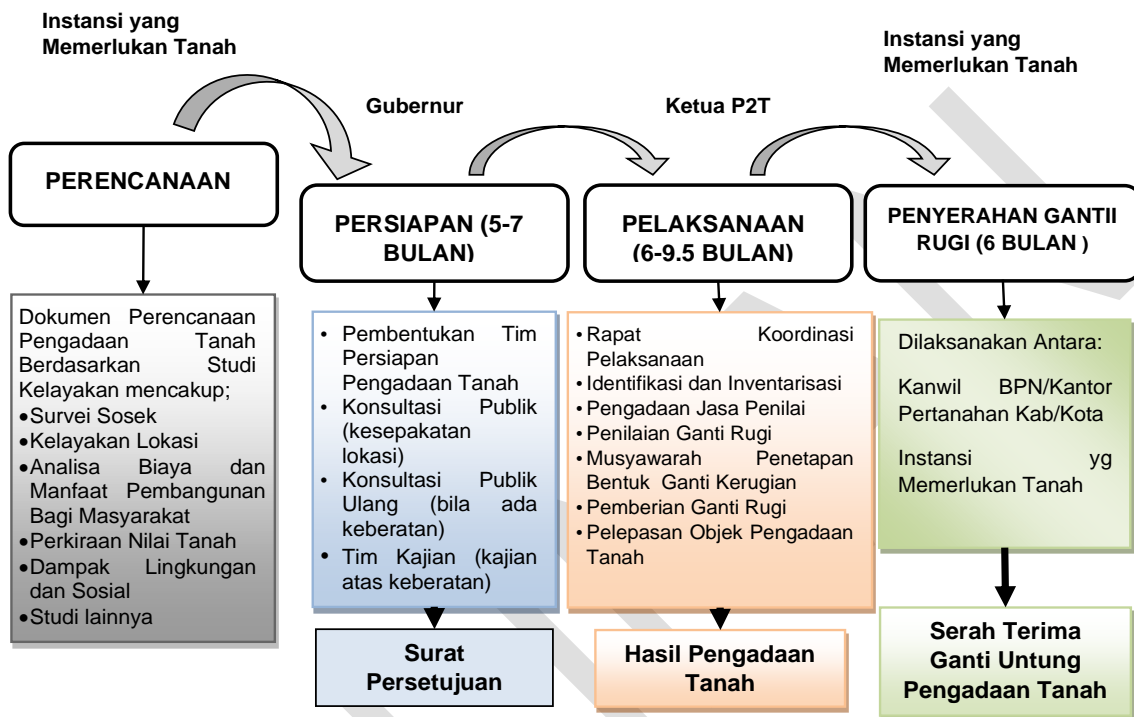 Instansi yang
Memerlukan Tanah
Gubernur
Ketua P2T
Instansi yang
Memerlukan Tanah
PERENCANAAN
PERSIAPAN (5-7
BULAN)
PELAKSANAAN
(6-9.5 BULAN)
PENYERAHAN GANTII
RUGI (6 BULAN )
Dokumen Perencanaan
Pengadaan Tanah
Berdasarkan Studi
Kelayakan mencakup;
•Survei Sosek
•Kelayakan Lokasi
•Analisa Biaya dan
Manfaat Pembangunan
Bagi Masyarakat
•Perkiraan Nilai Tanah
•Dampak Lingkungan
dan Sosial
•Studi lainnya
• Pembentukan Tim
Persiapan
Pengadaan Tanah
• Konsultasi Publik
(kesepakatan
lokasi)
• Konsultasi Publik
Ulang (bila ada
keberatan)
• Tim Kajian (kajian
atas keberatan)
• Rapat Koordinasi
Pelaksanaan
• Identifikasi dan Inventarisasi
• Pengadaan Jasa Penilai
• Penilaian Ganti Rugi
• Musyawarah Penetapan
Bentuk Ganti Kerugian
• Pemberian Ganti Rugi
• Pelepasan Objek Pengadaan
Tanah
Dilaksanakan Antara:
Kanwil BPN/Kantor
Pertanahan Kab/Kota
Instansi yg
Memerlukan Tanah
Surat
Persetujuan
Hasil Pengadaan
Tanah
Serah Terima
Ganti Untung
Pengadaan Tanah